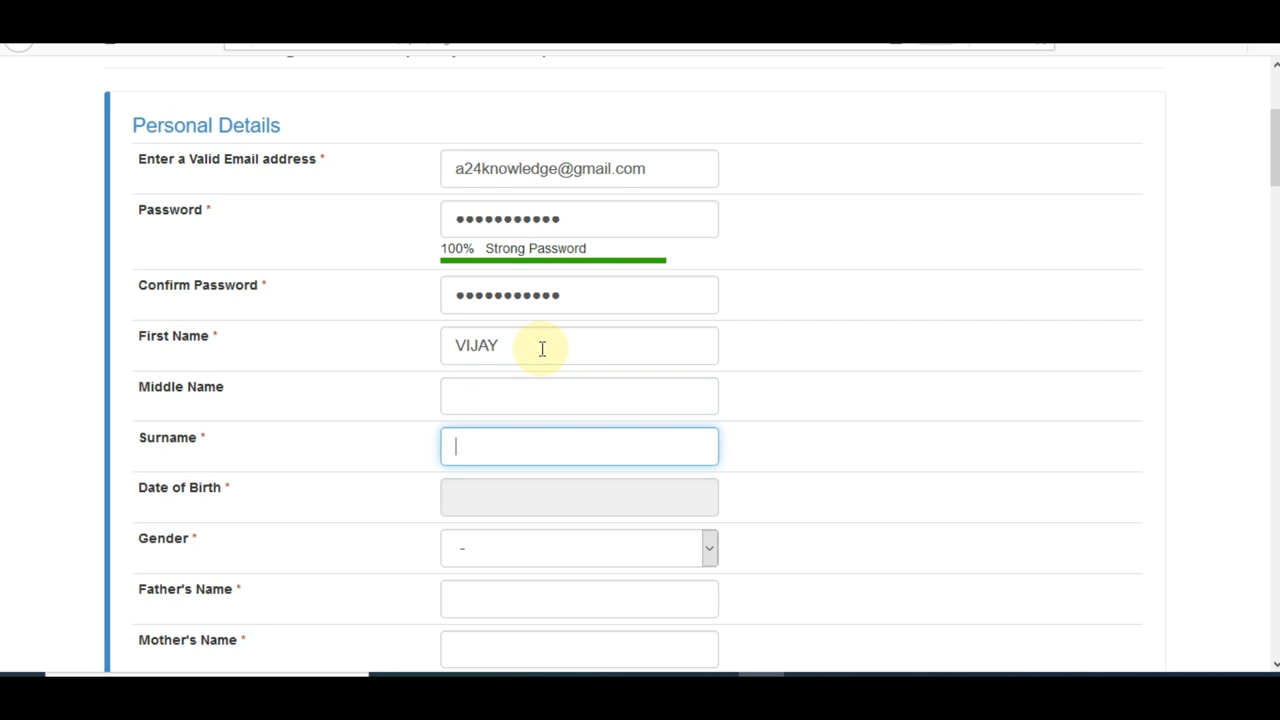 Personal Details
Enter a Valid Email address *
a24knowledge@gmail.com
Password *
●●●●●●●●●●●
100% Strong Password
Confirm Password *
●●●●●●●●●●●
First Name *
VIJAY
Middle Name
Surname *
Date of Birth *
Gender *
-
Father's Name *
Mother's Name *